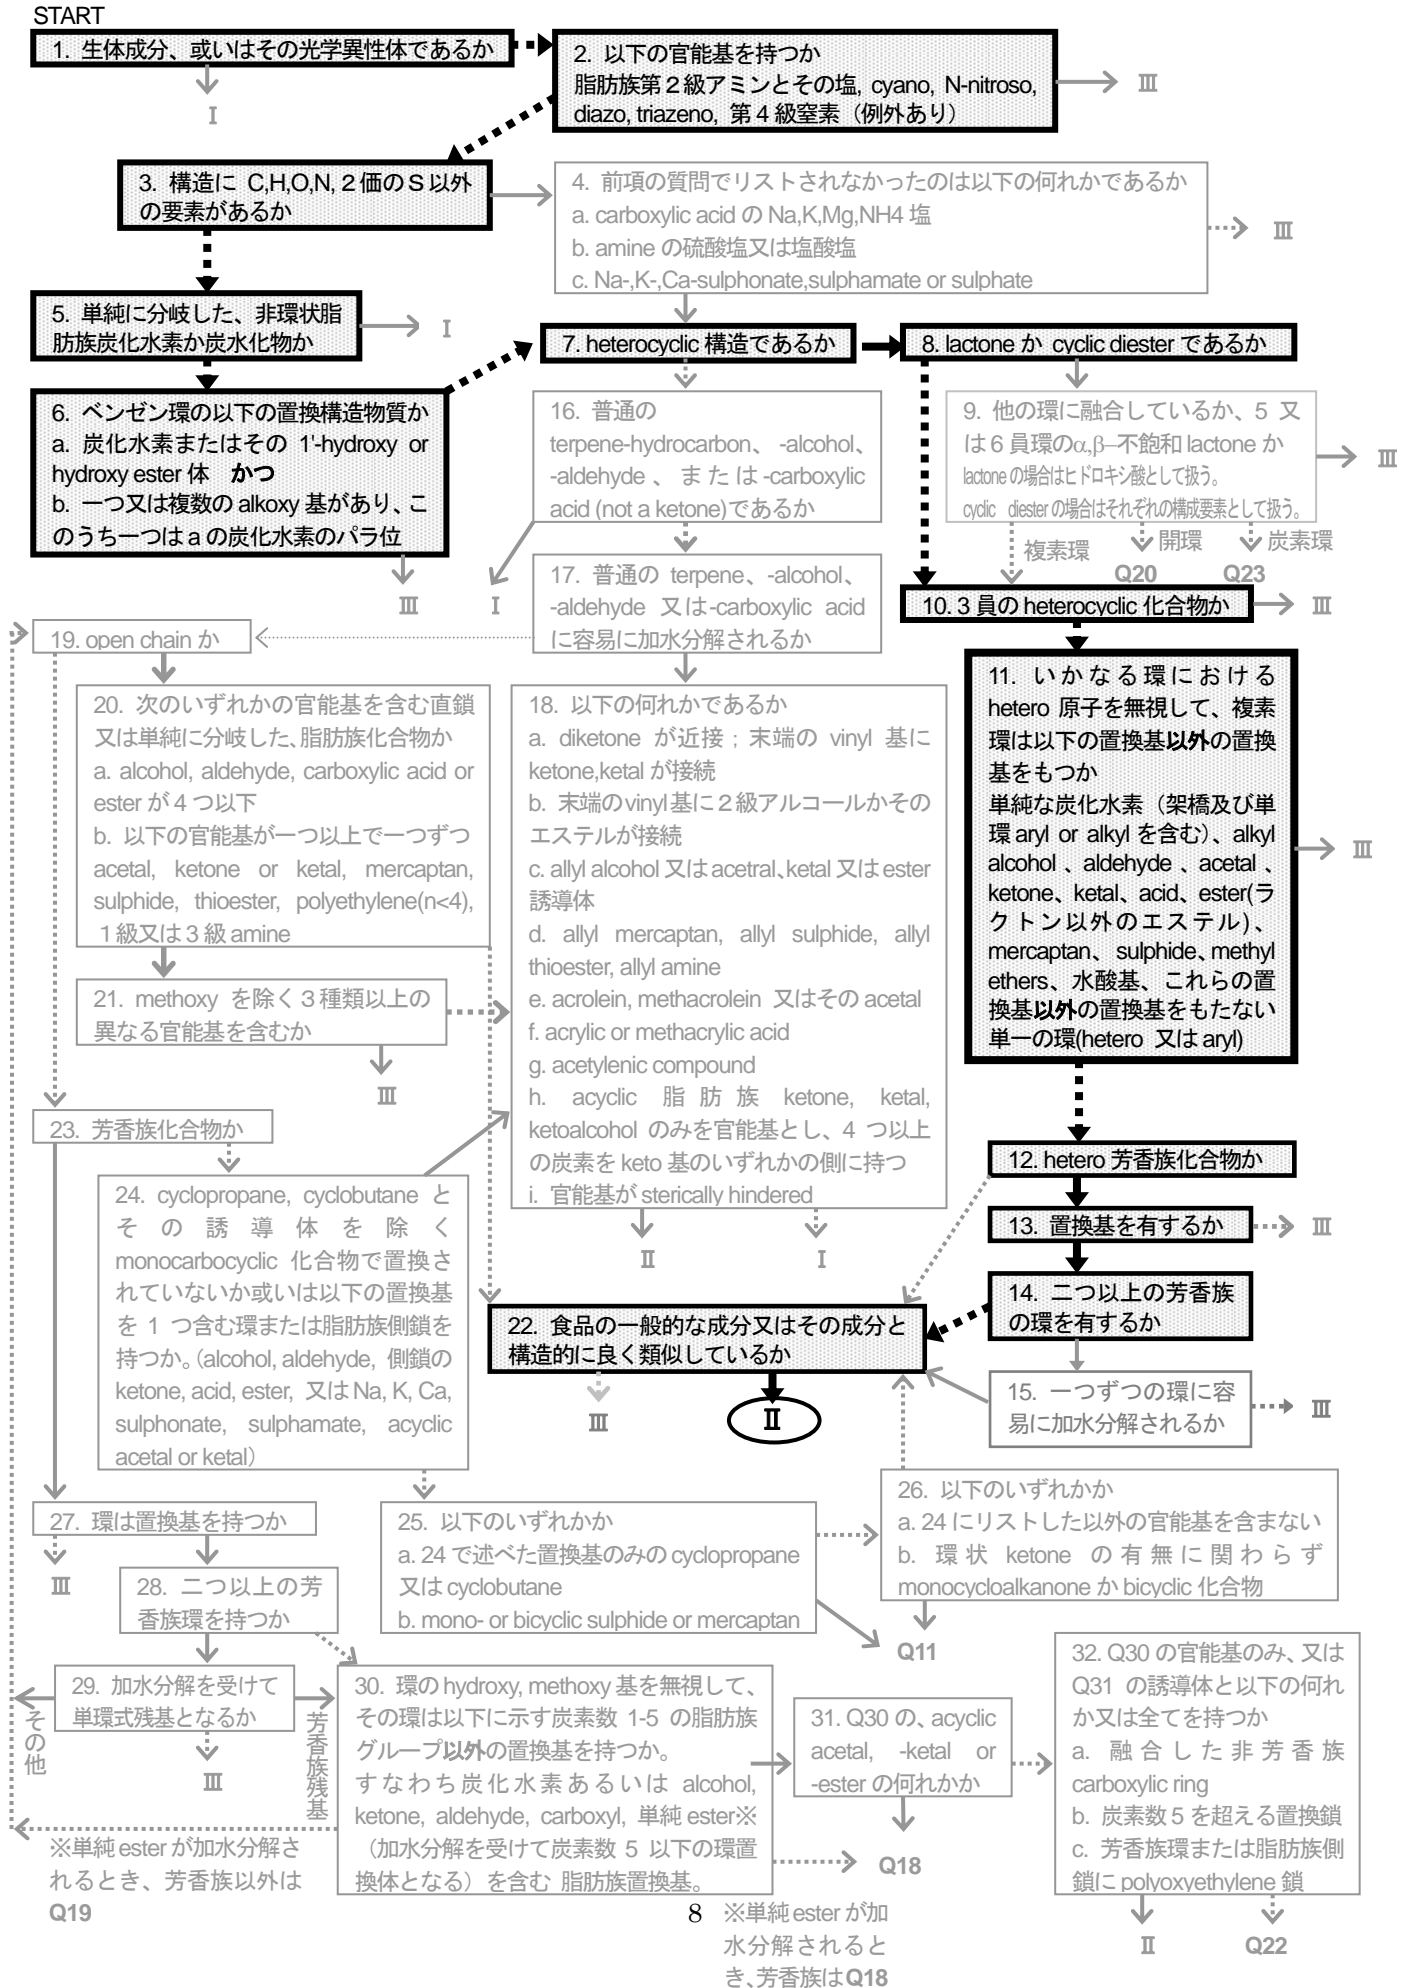 START
1. 生体成分、或いはその光学異性体であるか
I
2. 以下の官能基を持つか
脂肪族第２級アミンとその塩, cyano, N-nitroso,
diazo, triazeno, 第４級窒素（例外あり）
Ⅲ
3. 構造に C,H,O,N,２価のＳ以外
の要素があるか
4. 前項の質問でリストされなかったのは以下の何れかであるか
a. carboxylic acid の Na,K,Mg,NH4 塩
b. amine の硫酸塩又は塩酸塩
c. Na-,K-,Ca-sulphonate,sulphamate or sulphate
Ⅲ
5. 単純に分岐した、非環状脂
肪族炭化水素か炭水化物か
I
6. ベンゼン環の以下の置換構造物質か
a. 炭化水素またはその 1'-hydroxy or
hydroxy ester 体　かつ
b. 一つ又は複数の alkoxy 基があり、こ
のうち一つは a の炭化水素のパラ位
Ⅲ
7. heterocyclic 構造であるか
8. lactone か cyclic diester であるか
9. 他の環に融合しているか、5 又
は 6 員環のα,β–不飽和 lactone か
lactone の場合はヒドロキシ酸として扱う。
cyclic diester の場合はそれぞれの構成要素として扱う。
Ⅲ
複素環
開環
炭素環
Q20
Q23
10. 3 員の heterocyclic 化合物か
Ⅲ
11. いかなる環における
hetero 原子を無視して、複素
環は以下の置換基以外の置換
基をもつか
単純な炭化水素（架橋及び単
環 aryl or alkyl を含む）、alkyl
alcohol、aldehyde、acetal、
ketone、ketal、acid、ester(ラ
クトン以外のエステル)、
mercaptan、sulphide、methyl
ethers、水酸基、これらの置
換基以外の置換基をもたない
単一の環(hetero 又は aryl)
Ⅲ
12. hetero 芳香族化合物か
13. 置換基を有するか
Ⅲ
14. 二つ以上の芳香族
の環を有するか
15. 一つずつの環に容
易に加水分解されるか
Ⅲ
16. 普通の
terpene-hydrocarbon、-alcohol、
-aldehyde 、または-carboxylic
acid (not a ketone)であるか
I
17. 普通の terpene、-alcohol、
-aldehyde 又は-carboxylic acid
に容易に加水分解されるか
18. 以下の何れかであるか
a. diketone が近接；末端の vinyl 基に
ketone,ketal が接続
b. 末端の vinyl 基に２級アルコールかその
エステルが接続
c. allyl alcohol 又は acetral、ketal 又は ester
誘導体
d. allyl mercaptan, allyl sulphide, allyl
thioester, allyl amine
e. acrolein, methacrolein 又はその acetal
f. acrylic or methacrylic acid
g. acetylenic compound
h. acyclic 脂肪族 ketone, ketal,
ketoalcohol のみを官能基とし、4 つ以上
の炭素を keto 基のいずれかの側に持つ
i. 官能基が sterically hindered
Ⅱ
I
19. open chain か
20. 次のいずれかの官能基を含む直鎖
又は単純に分岐した、脂肪族化合物か
a. alcohol, aldehyde, carboxylic acid or
ester が 4 つ以下
b. 以下の官能基が一つ以上で一つずつ
acetal, ketone or ketal, mercaptan,
sulphide, thioester, polyethylene(n<4),
１級又は３級 amine
21. methoxy を除く３種類以上の
異なる官能基を含むか
Ⅲ
22. 食品の一般的な成分又はその成分と
構造的に良く類似しているか
Ⅲ
Ⅱ
23. 芳香族化合物か
24. cyclopropane, cyclobutane と
その誘導体を除く
monocarbocyclic 化合物で置換さ
れていないか或いは以下の置換基
を 1 つ含む環または脂肪族側鎖を
持つか。(alcohol, aldehyde, 側鎖の
ketone, acid, ester, 又は Na, K, Ca,
sulphonate, sulphamate, acyclic
acetal or ketal）
25. 以下のいずれかか
a. 24 で述べた置換基のみの cyclopropane
又は cyclobutane
b. mono- or bicyclic sulphide or mercaptan
Q11
26. 以下のいずれかか
a. 24 にリストした以外の官能基を含まない
b. 環状 ketone の有無に関わらず
monocycloalkanone か bicyclic 化合物
27. 環は置換基を持つか
Ⅲ
28. 二つ以上の芳
香族環を持つか
29. 加水分解を受けて
単環式残基となるか
その他
芳香族残基
Ⅲ
30. 環の hydroxy, methoxy 基を無視して、
その環は以下に示す炭素数 1-5 の脂肪族
グループ以外の置換基を持つか。
すなわち炭化水素あるいは alcohol,
ketone, aldehyde, carboxyl, 単純 ester※
（加水分解を受けて炭素数 5 以下の環置
換体となる）を含む 脂肪族置換基。
31. Q30 の、acyclic
acetal, -ketal or
-ester の何れかか
Q18
32. Q30 の官能基のみ、又は
Q31 の誘導体と以下の何れ
か又は全てを持つか
a. 融合した非芳香族
carboxylic ring
b. 炭素数 5 を超える置換鎖
c. 芳香族環または脂肪族側
鎖に polyoxyethylene 鎖
Ⅱ
Q22
※単純 ester が加水分解さ
れるとき、芳香族以外は
Q19
8
※単純 ester が加
水分解されると
き、芳香族は Q18